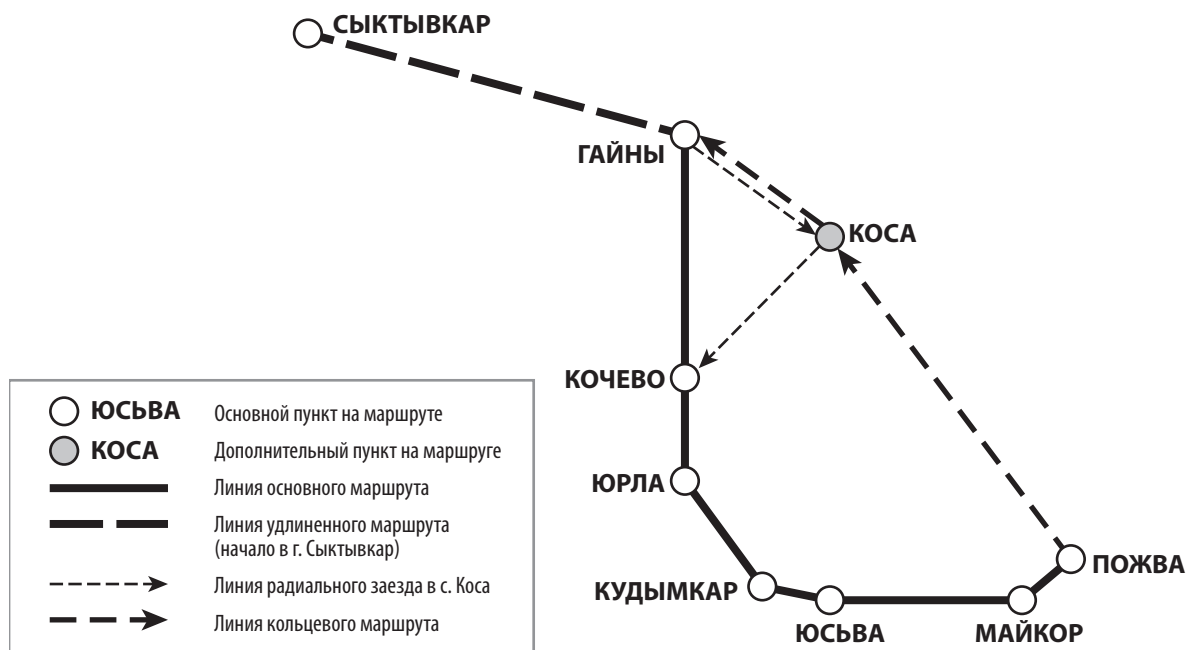 СЫКТЫВКАР
ГАЙНЫ
КОСА
КОЧЕВО
ЮРЛА
КУДЫМКАР
ЮСЬВА
МАЙКОР
ПОЖВА
ЮСЬВА Основной пункт на маршруте
КОСА Дополнительный пункт на маршруге
Линия основного маршрута
Линия удлиненного маршрута
(начало в г. Сыктывкар)
Линия радиального заезда в с. Коса
Линия кольцевого маршрута